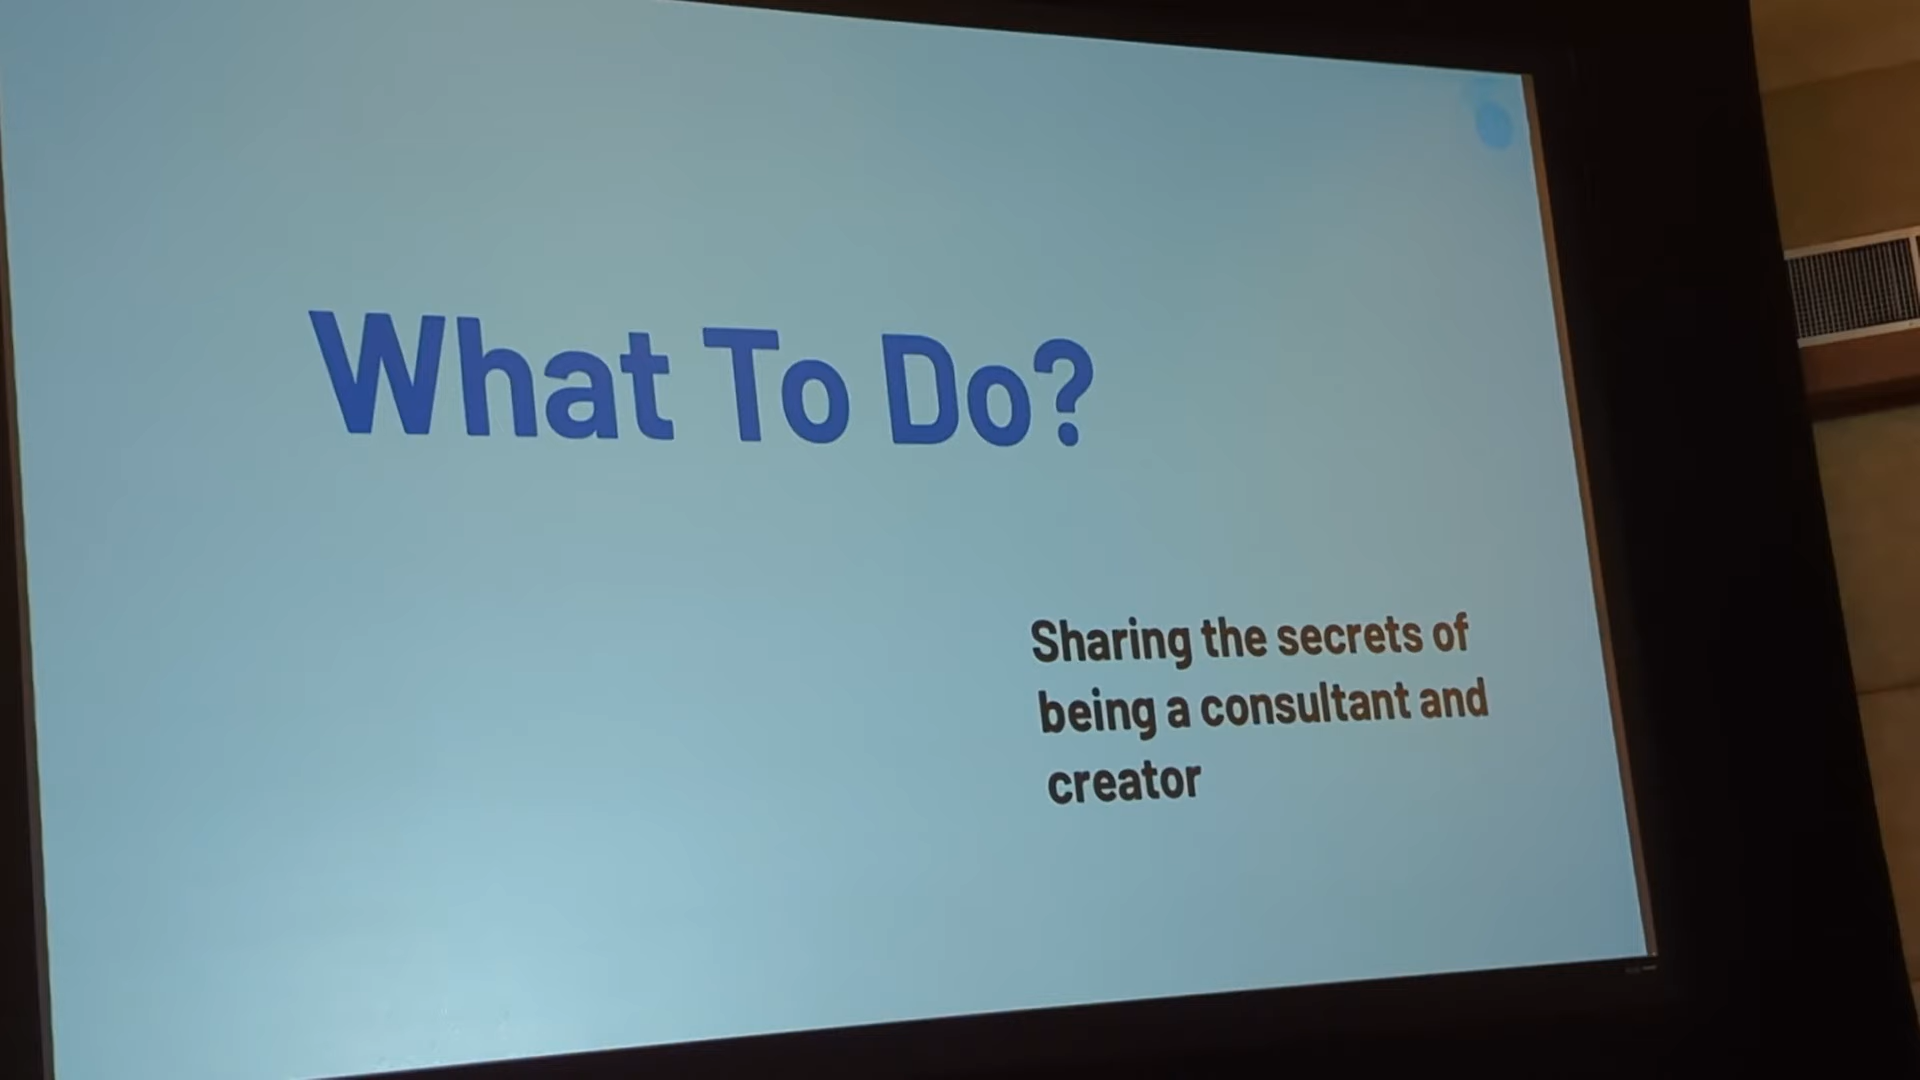 What To Do?
Sharing the secrets of
being a consultant and
creator